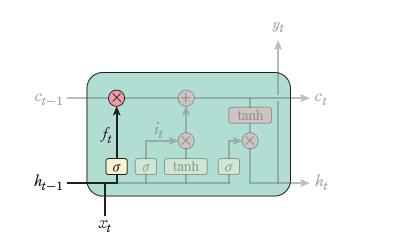 y_t
c_{t-1} × + c_t
tanh
f_t i_t × ×
σ σ tanh σ
h_{t-1} h_t
x_t